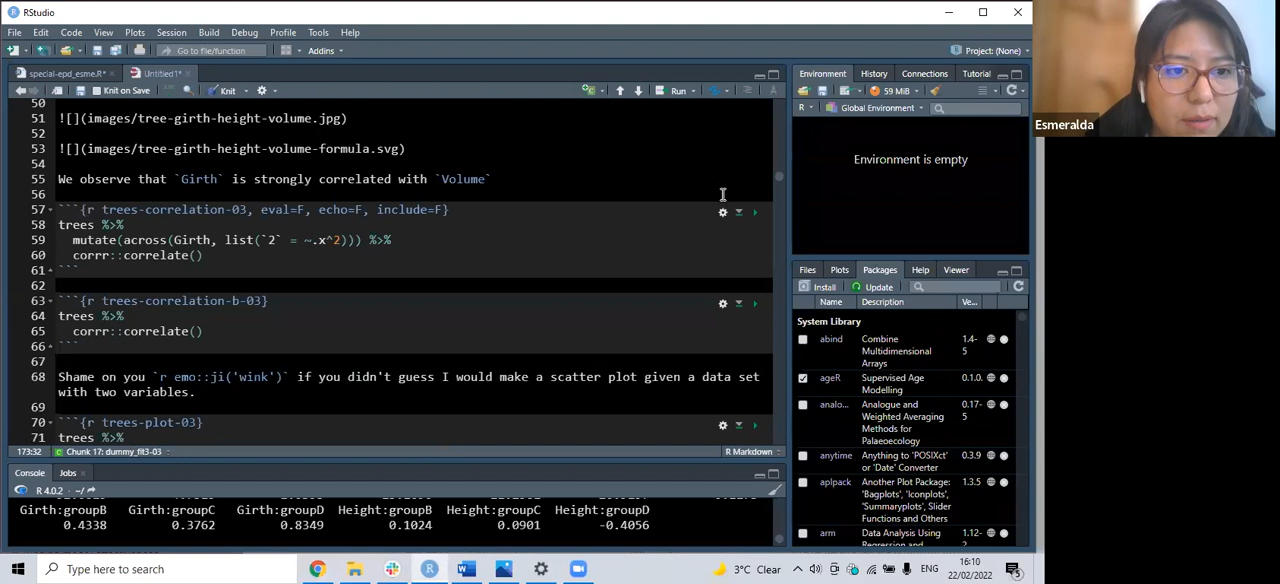 RStudio
File Edit Code View Plots Session Build Debug Profile Tools Help
Go to file/function Addins Project: (None)
special-epd_esme.R* Untitled1*
Knit on Save Knit Run
50
51 ![](images/tree-girth-height-volume.jpg)
52
53 ![](images/tree-girth-height-volume-formula.svg)
54
55 We observe that `Girth` is strongly correlated with `Volume`
56
57 ```{r trees-correlation-03, eval=F, echo=F, include=F}
58 trees %>%
59 mutate(across(Girth, list(`2` = ~.x^2))) %>%
60 corrr::correlate()
61 ```
62
63 ```{r trees-correlation-b-03}
64 trees %>%
65 corrr::correlate()
66 ```
67
68 Shame on you `r emo::ji('wink')` if you didn't guess I would make a scatter plot given a data set
with two variables.
69
70 ```{r trees-plot-03}
71 trees %>%
173:32 Chunk 17: dummy_fit3-03 R Markdown
Console Jobs
R 4.0.2 · ~/
Girth:groupB Girth:groupC Girth:groupD Height:groupB Height:groupC Height:groupD
0.4338 0.3762 0.8349 0.1024 0.0901 -0.4056
Environment History Connections Tutorial
59 MiB
R Global Environment
Environment is empty
Files Plots Packages Help Viewer
Install Update
Name Description Ve...
System Library
abind Combine Multidimensional Arrays 1.4-5
ageR Supervised Age Modelling 0.1.0.
analo... Analogue and Weighted Averaging Methods for Palaeoecology 0.17-5
anytime Anything to 'POSIXct' or 'Date' Converter 0.3.9
aplpack Another Plot Package: 'Bagplots', 'Iconplots', 'Summaryplots', Slider Functions and Others 1.3.5
arm Data Analysis Using 1.12-
Esmeralda
Type here to search
3°C Clear
ENG
16:10
22/02/2022
5